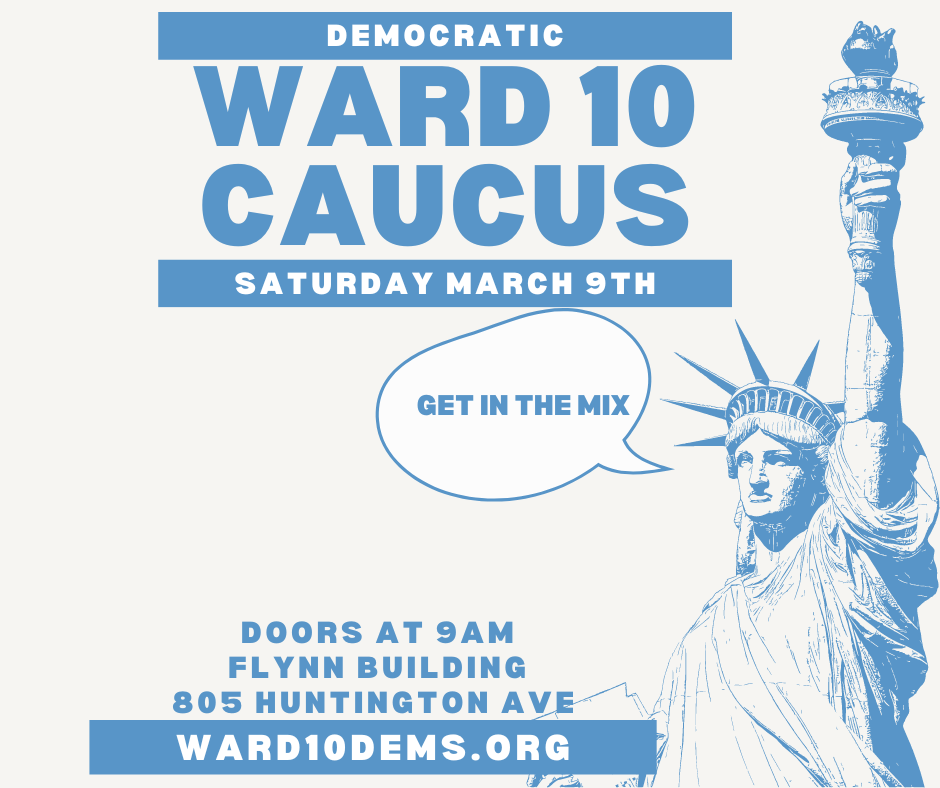 DEMOCRATIC
WARD 10
CAUCUS
SATURDAY MARCH 9TH
GET IN THE MIX
DOORS AT 9AM
FLYNN BUILDING
805 HUNTINGTON AVE
WARD10DEMS.ORG